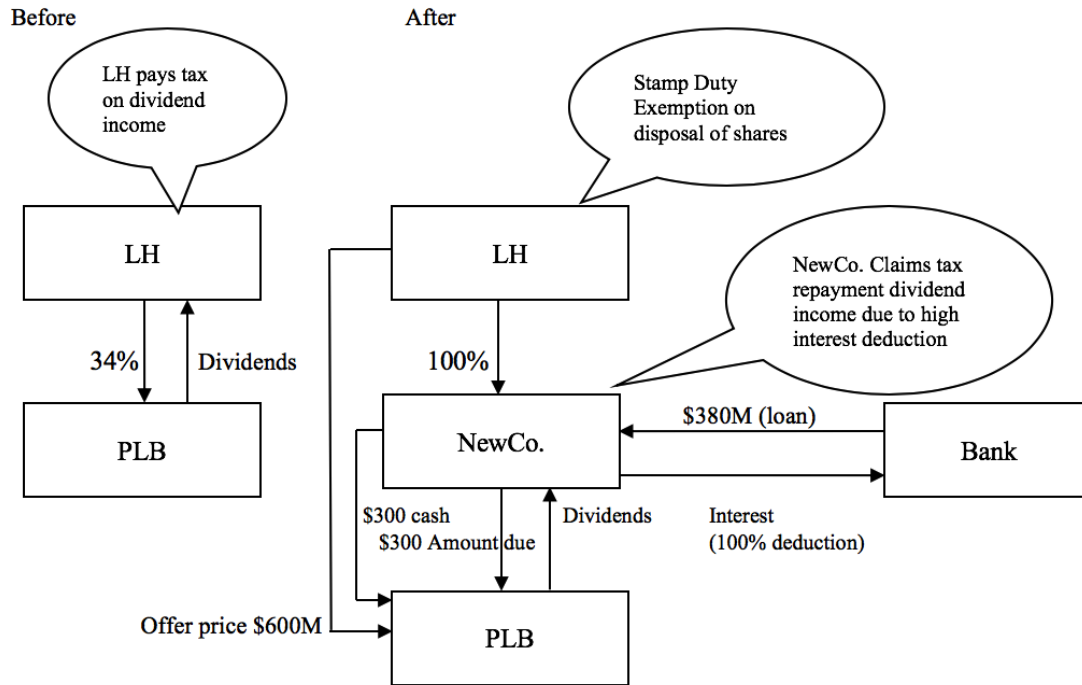 Before
After
LH pays tax
on dividend
income
Stamp Duty
Exemption on
disposal of shares
LH
LH
NewCo. Claims tax
repayment dividend
income due to high
interest deduction
34%
Dividends
100%
PLB
NewCo.
$380M (loan)
Bank
$300 cash
$300 Amount due
Dividends
Interest
(100% deduction)
Offer price $600M
PLB